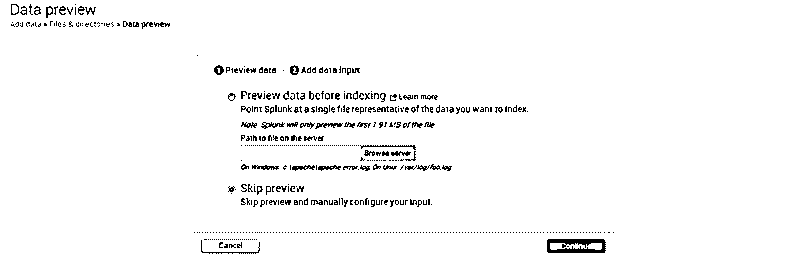 Data preview
Add data » Files & directories » Data preview
1 Preview data 2 Add data input
Preview data before indexing Learn more
Point Splunk at a single file representative of the data you want to index.
Note: Splunk will only preview the first 1.91 MB of the file
Path to file on the server
Browse server
On Windows: c:\apache\apache.error.log. On Unix: /var/log/foo.log
Skip preview
Skip preview and manually configure your input.
Cancel Continue